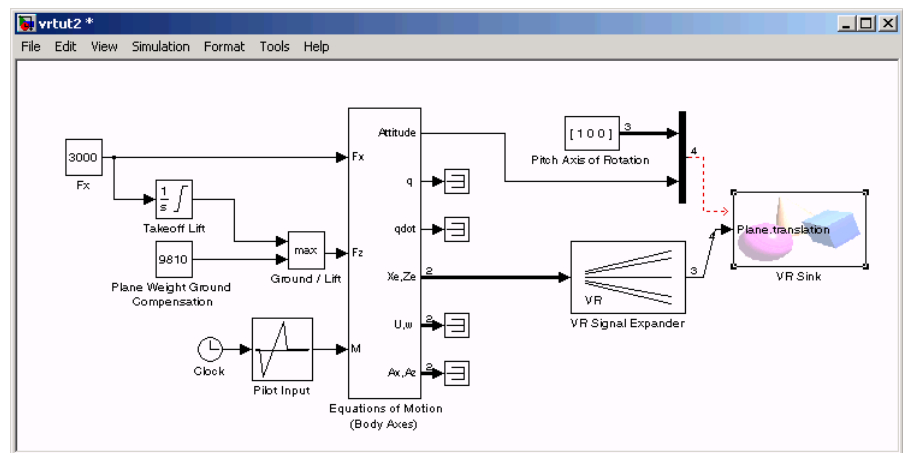 vrtut2 *
File Edit View Simulation Format Tools Help
3000
Fx
1
s
Takeoff Lift
9810
Plane Weight Ground
Compensation
max
Ground / Lift
Clock
Pilot Input
Fx
Fz
M
Attitude
q
qdot
Xe,Ze
U,w
Ax,Az
2
2
2
Equations of Motion
(Body Axes)
[1 0 0]
3
Pitch Axis of Rotation
4
VR
VR Signal Expander
3
4
Plane.translation
VR Sink